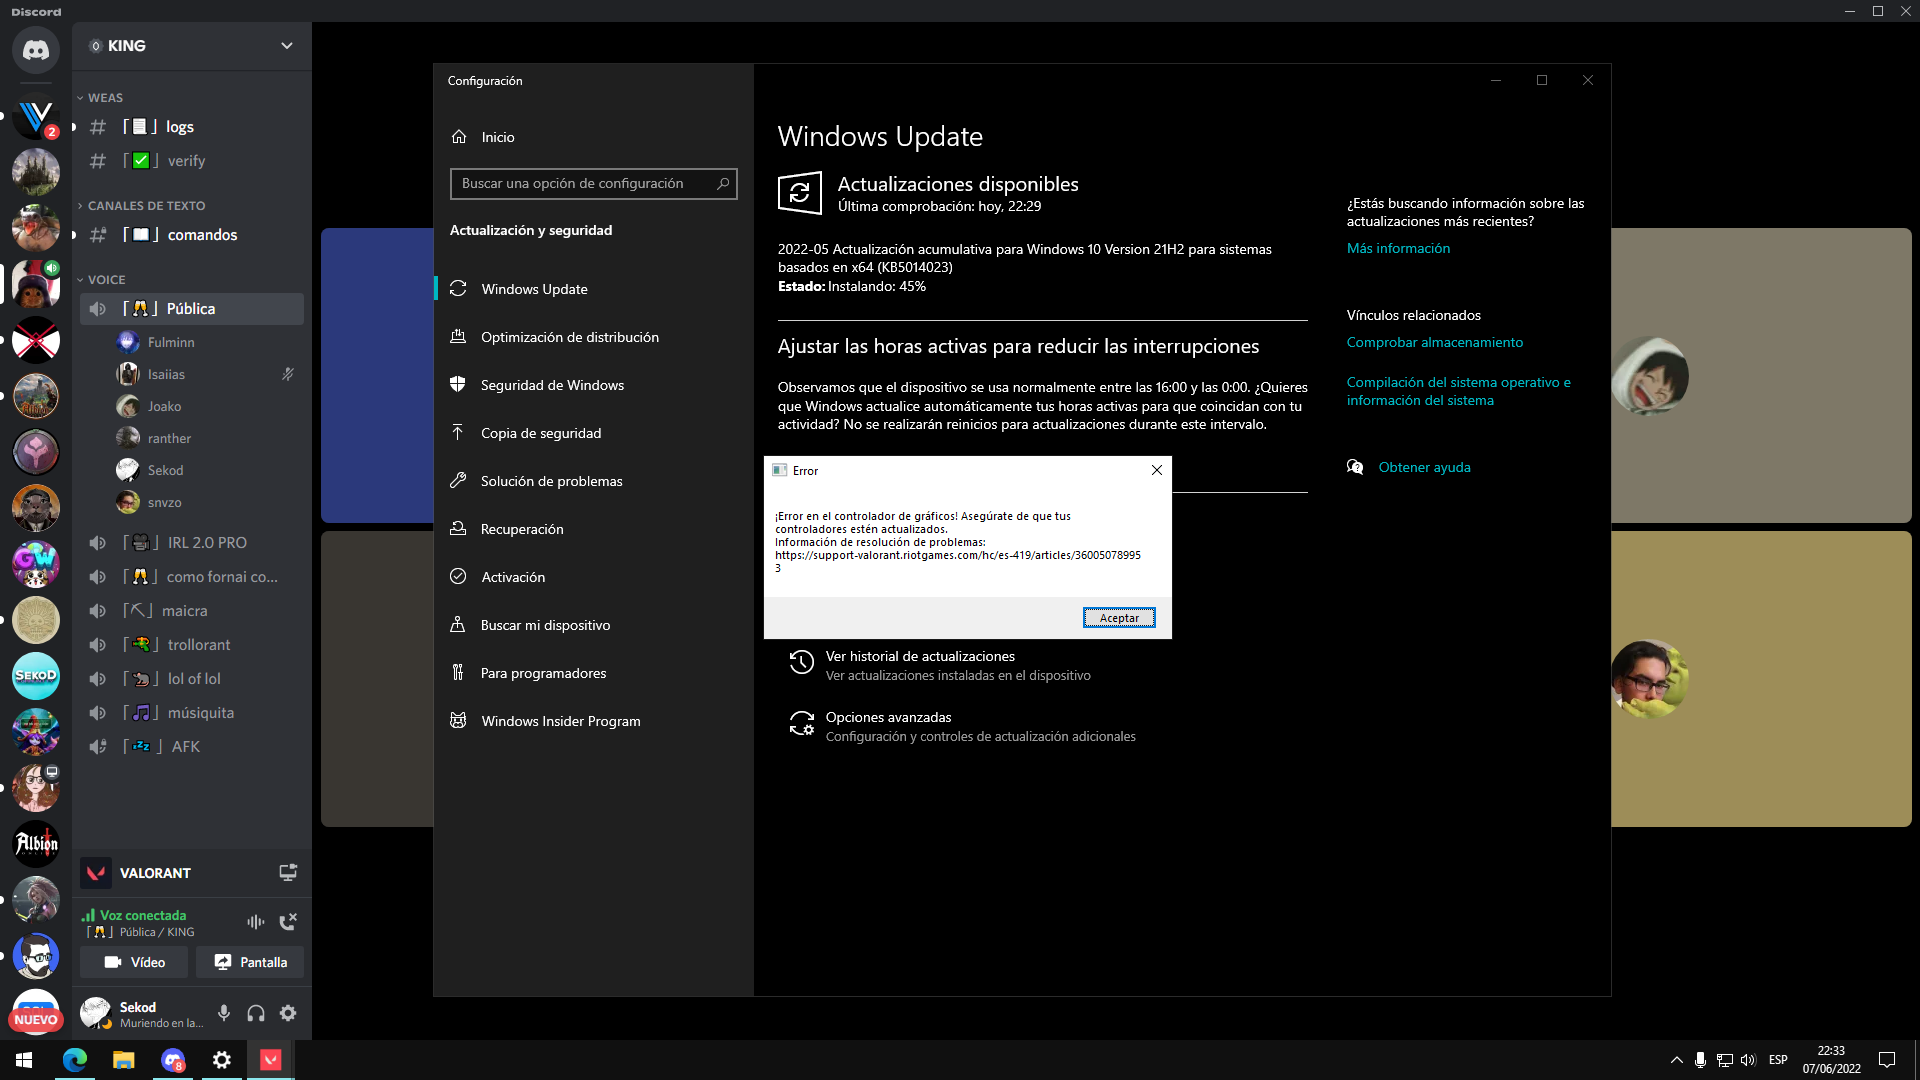 Discord
KING
WEAS
logs
verify
CANALES DE TEXTO
comandos
VOICE
Pública
Fulminn
Isaiias
Joako
ranther
Sekod
snvzo
IRL 2.0 PRO
como fornai co...
maicra
trollorant
lol of lol
músiquita
AFK
VALORANT
Voz conectada
Pública / KING
Vídeo
Pantalla
Sekod
Muriendo en la...
2
GW
SEKOD
Albion
ONLINE
NUEVO
Configuración
Inicio
Buscar una opción de configuración
Actualización y seguridad
Windows Update
Optimización de distribución
Seguridad de Windows
Copia de seguridad
Solución de problemas
Recuperación
Activación
Buscar mi dispositivo
Para programadores
Windows Insider Program
Windows Update
Actualizaciones disponibles
Última comprobación: hoy, 22:29
2022-05 Actualización acumulativa para Windows 10 Version 21H2 para sistemas
basados en x64 (KB5014023)
Estado: Instalando: 45%
Ajustar las horas activas para reducir las interrupciones
Observamos que el dispositivo se usa normalmente entre las 16:00 y las 0:00. ¿Quieres
que Windows actualice automáticamente tus horas activas para que coincidan con tu
actividad? No se realizarán reinicios para actualizaciones durante este intervalo.
Error
¡Error en el controlador de gráficos! Asegúrate de que tus
controladores estén actualizados.
Información de resolución de problemas:
https://support-valorant.riotgames.com/hc/es-419/articles/36005078995
3
Aceptar
Ver historial de actualizaciones
Ver actualizaciones instaladas en el dispositivo
Opciones avanzadas
Configuración y controles de actualización adicionales
¿Estás buscando información sobre las
actualizaciones más recientes?
Más información
Vínculos relacionados
Comprobar almacenamiento
Compilación del sistema operativo e
información del sistema
Obtener ayuda
8
ESP
22:33
07/06/2022